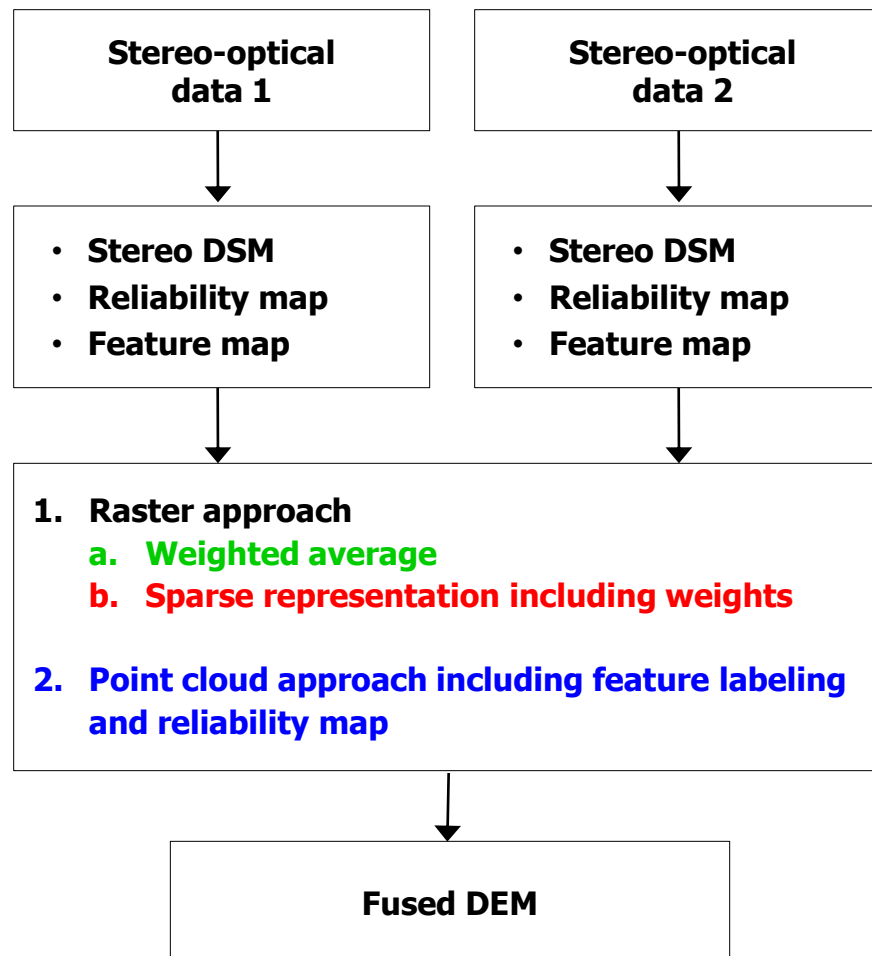 Stereo-optical
data 1
Stereo-optical
data 2
• Stereo DSM
• Reliability map
• Feature map
• Stereo DSM
• Reliability map
• Feature map
1. Raster approach
a. Weighted average
b. Sparse representation including weights
2. Point cloud approach including feature labeling
and reliability map
Fused DEM